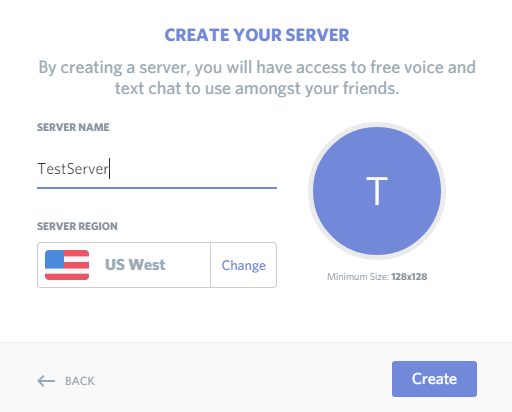 CREATE YOUR SERVER
By creating a server, you will have access to free voice and
text chat to use amongst your friends.
SERVER NAME
TestServer
T
SERVER REGION
US West
Change
Minimum Size: 128x128
BACK
Create